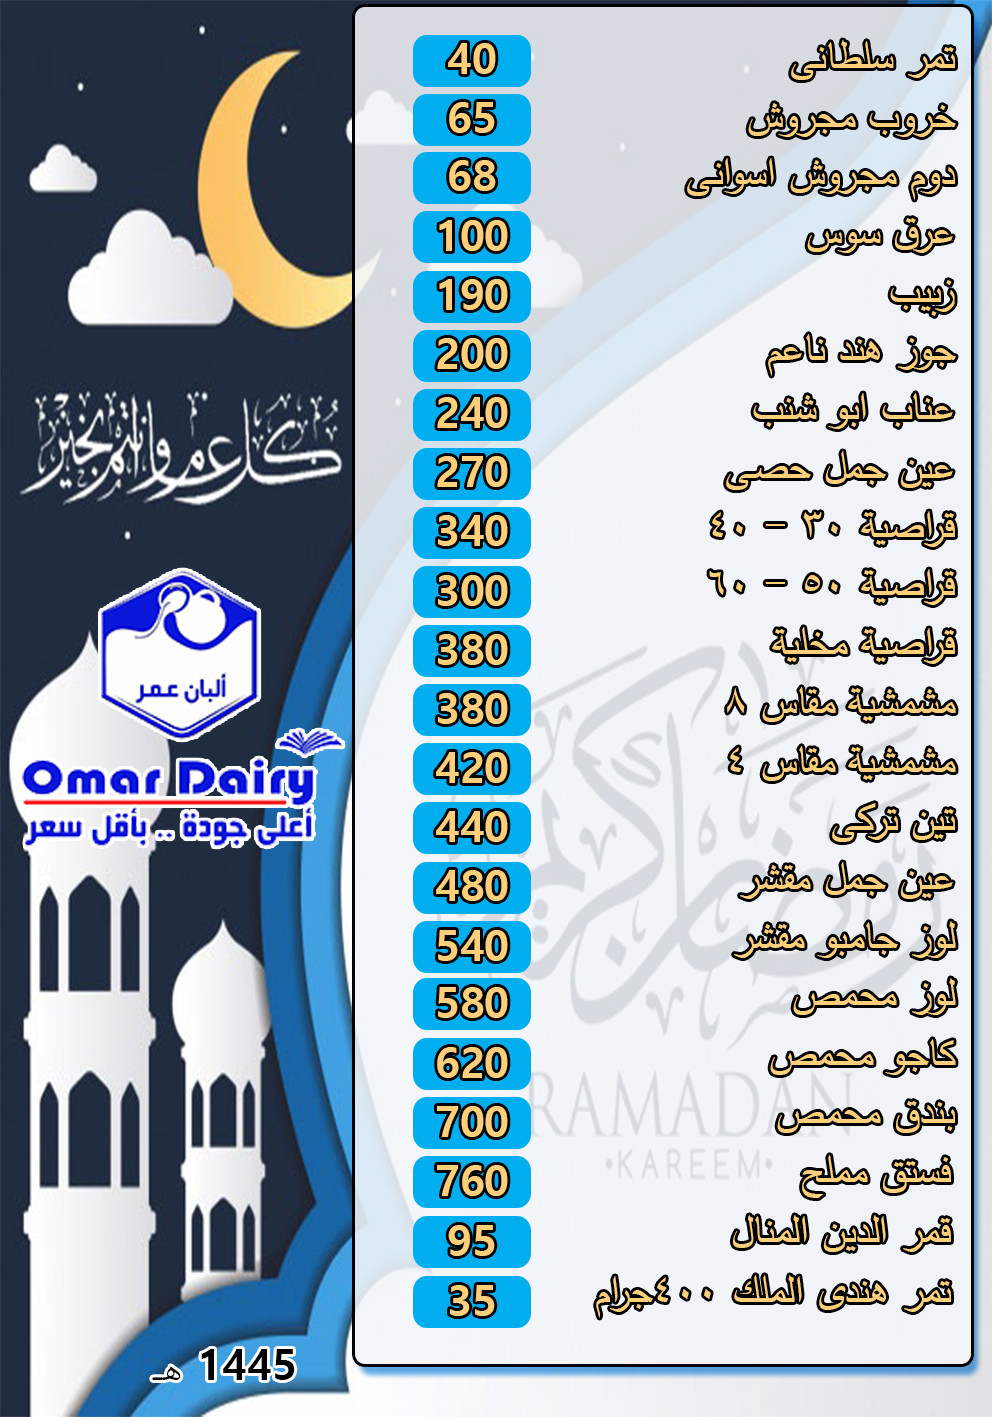 تمر سلطانى 40
خروب مجروش 65
دوم مجروش اسوانى 68
عرق سوس 100
زبيب 190
جوز هند ناعم 200
عناب ابو شنب 240
عين جمل حصى 270
قراصية ٣٠ - ٤٠ 340
قراصية ٥٠ - ٦٠ 300
قراصية مخلية 380
مشمشية مقاس ٨ 380
مشمشية مقاس ٤ 420
تين تركى 440
عين جمل مقشر 480
لوز جامبو مقشر 540
لوز محمص 580
كاجو محمص 620
بندق محمص 700
فستق مملح 760
قمر الدين المنال 95
تمر هندى الملك ٤٠٠جرام 35
كل عام وانتم بخير
ألبان عمر
Omar Dairy
أعلى جودة .. بأقل سعر
1445 هـ
رمضان كريم
RAMADAN
•KAREEM•